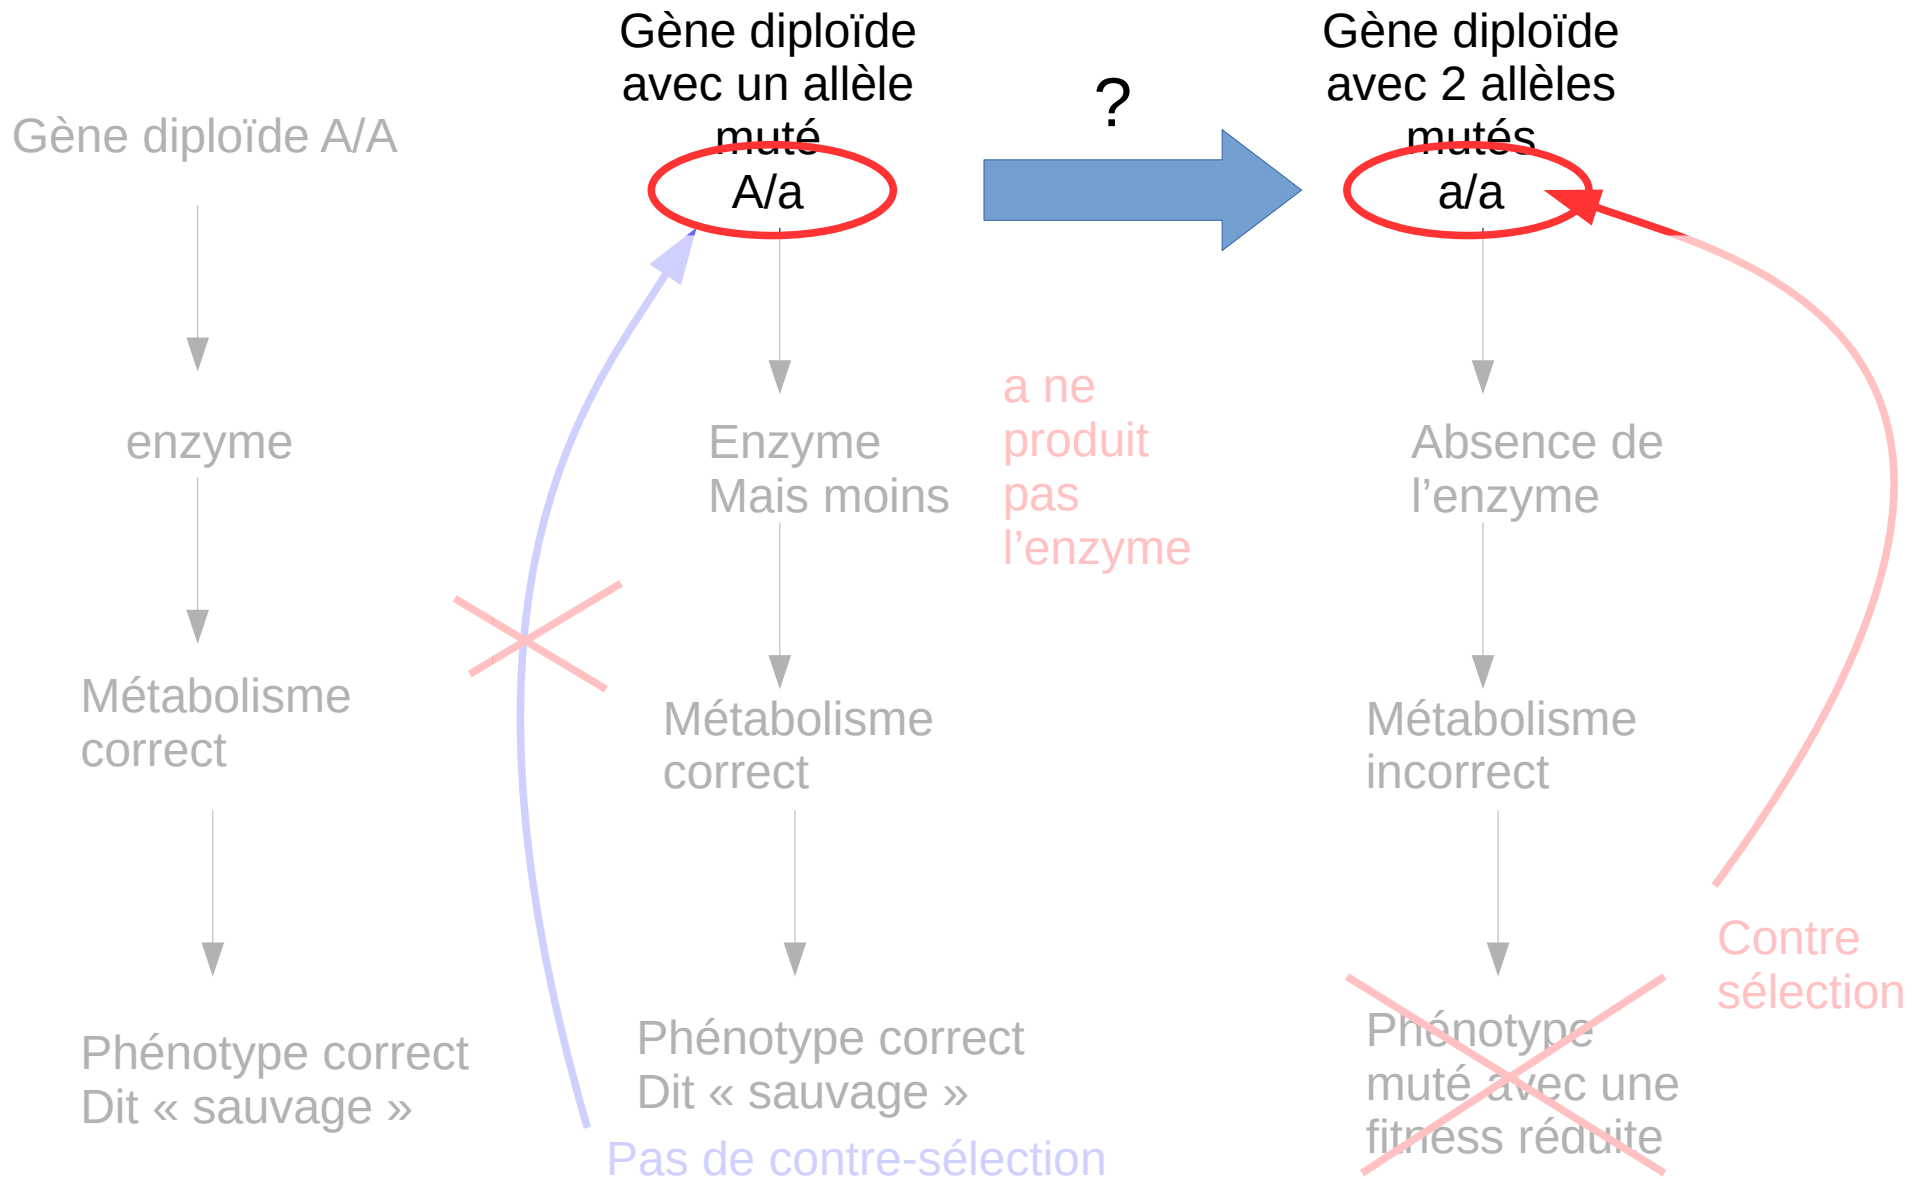 Gène diploïde A/A
enzyme
Métabolisme
correct
Phénotype correct
Dit « sauvage »
Gène diploïde
avec un allèle
muté
A/a
Enzyme
Mais moins
Métabolisme
correct
Phénotype correct
Dit « sauvage »
Pas de contre-sélection
?
a ne
produit
pas
l’enzyme
Gène diploïde
avec 2 allèles
mutés
a/a
Absence de
l’enzyme
Métabolisme
incorrect
Phénotype
muté avec une
fitness réduite
Contre
sélection